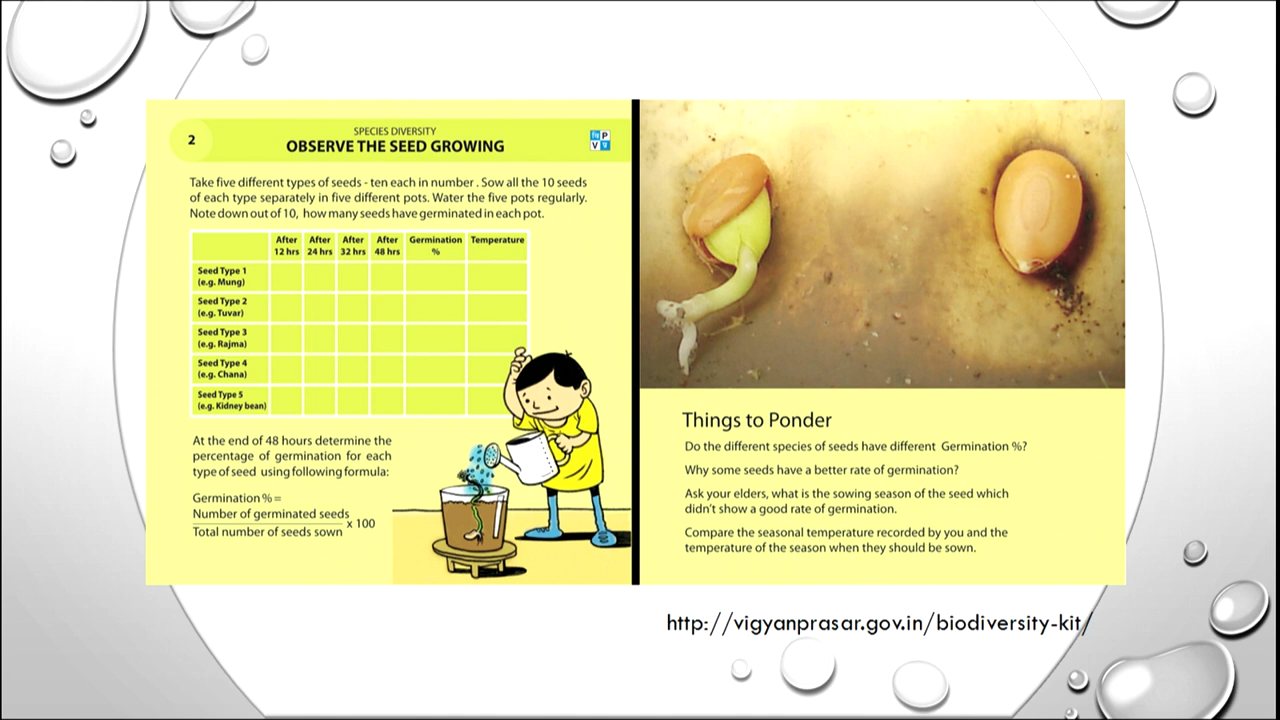 2
SPECIES DIVERSITY
OBSERVE THE SEED GROWING
Take five different types of seeds - ten each in number . Sow all the 10 seeds
of each type separately in five different pots. Water the five pots regularly.
Note down out of 10, how many seeds have germinated in each pot.
After 12 hrs After 24 hrs After 32 hrs After 48 hrs Germination % Temperature
Seed Type 1
(e.g. Mung)
Seed Type 2
(e.g. Tuvar)
Seed Type 3
(e.g. Rajma)
Seed Type 4
(e.g. Chana)
Seed Type 5
(e.g. Kidney bean)
At the end of 48 hours determine the
percentage of germination for each
type of seed using following formula:
Germination % =
Number of germinated seeds
Total number of seeds sown
x 100
Things to Ponder
Do the different species of seeds have different Germination %?
Why some seeds have a better rate of germination?
Ask your elders, what is the sowing season of the seed which
didn't show a good rate of germination.
Compare the seasonal temperature recorded by you and the
temperature of the season when they should be sown.
http://vigyanprasar.gov.in/biodiversity-kit/